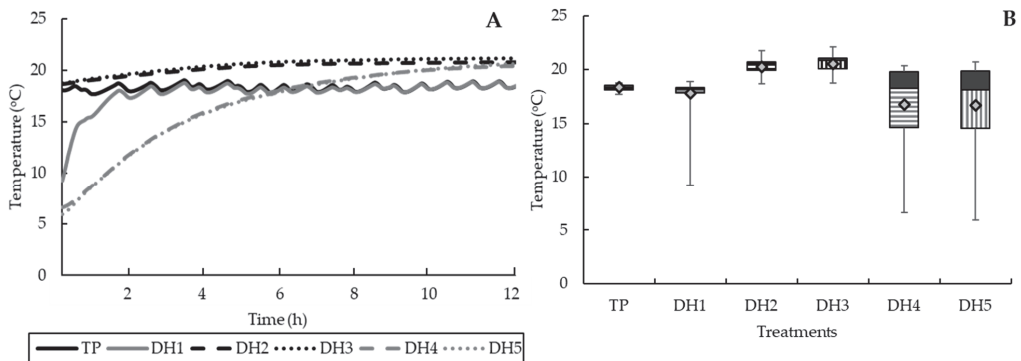 A
Temperature (°C)
25
20
15
10
5
0
2 4 6 8 10 12
Time (h)
TP DH1 DH2 DH3 DH4 DH5
B
Temperature (°C)
25
20
15
10
5
0
TP DH1 DH2 DH3 DH4 DH5
Treatments